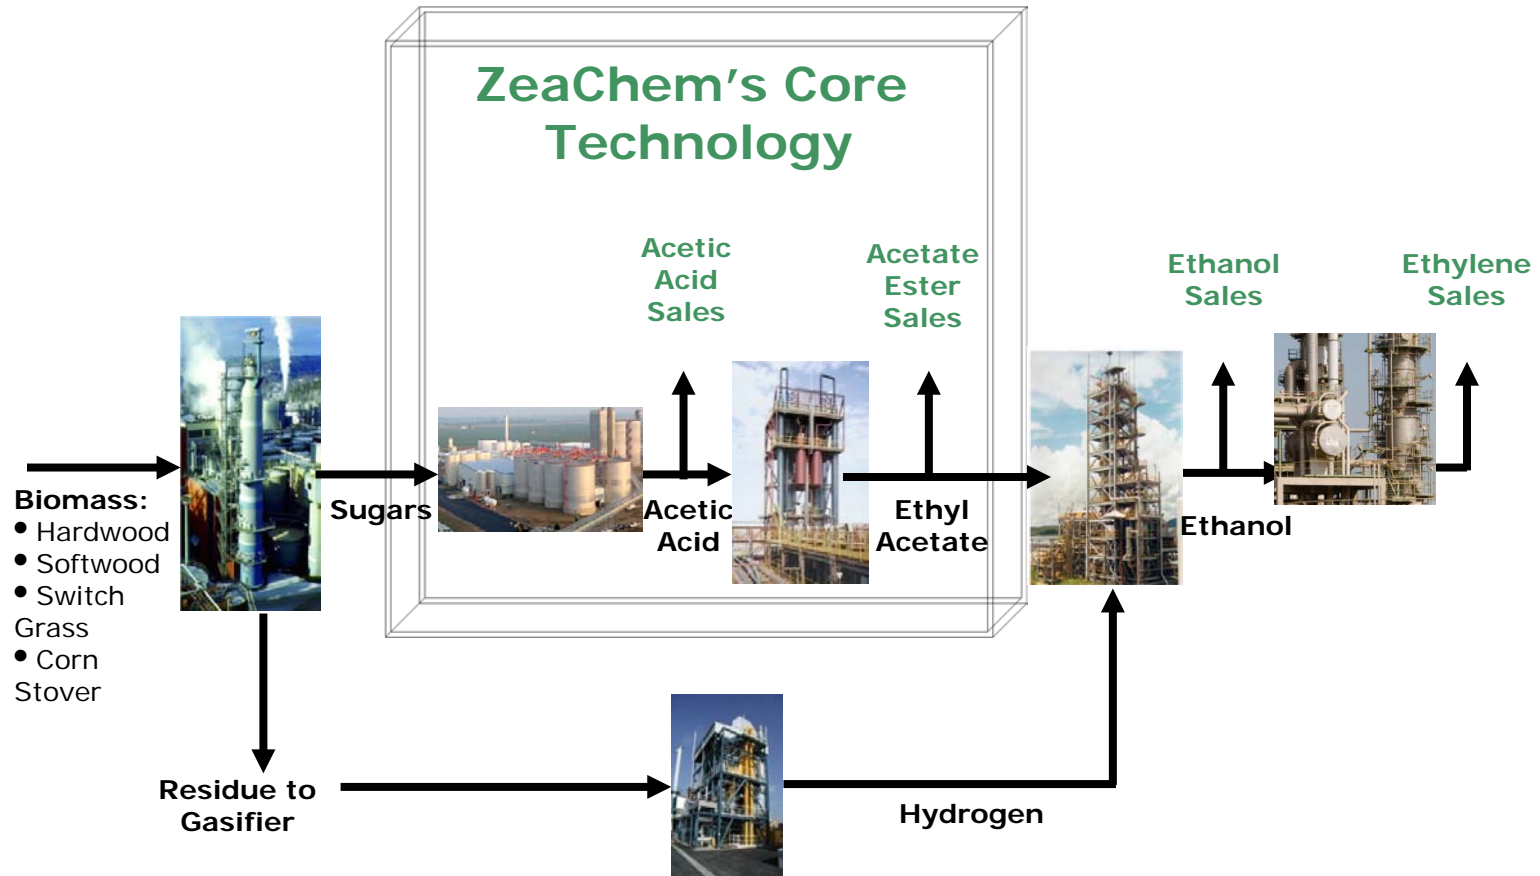 ZeaChem's Core
Technology
Acetic
Acid
Sales
Acetate
Ester
Sales
Ethanol
Sales
Ethylene
Sales
Biomass:
• Hardwood
• Softwood
• Switch
Grass
• Corn
Stover
Sugars
Acetic
Acid
Ethyl
Acetate
Ethanol
Residue to
Gasifier
Hydrogen